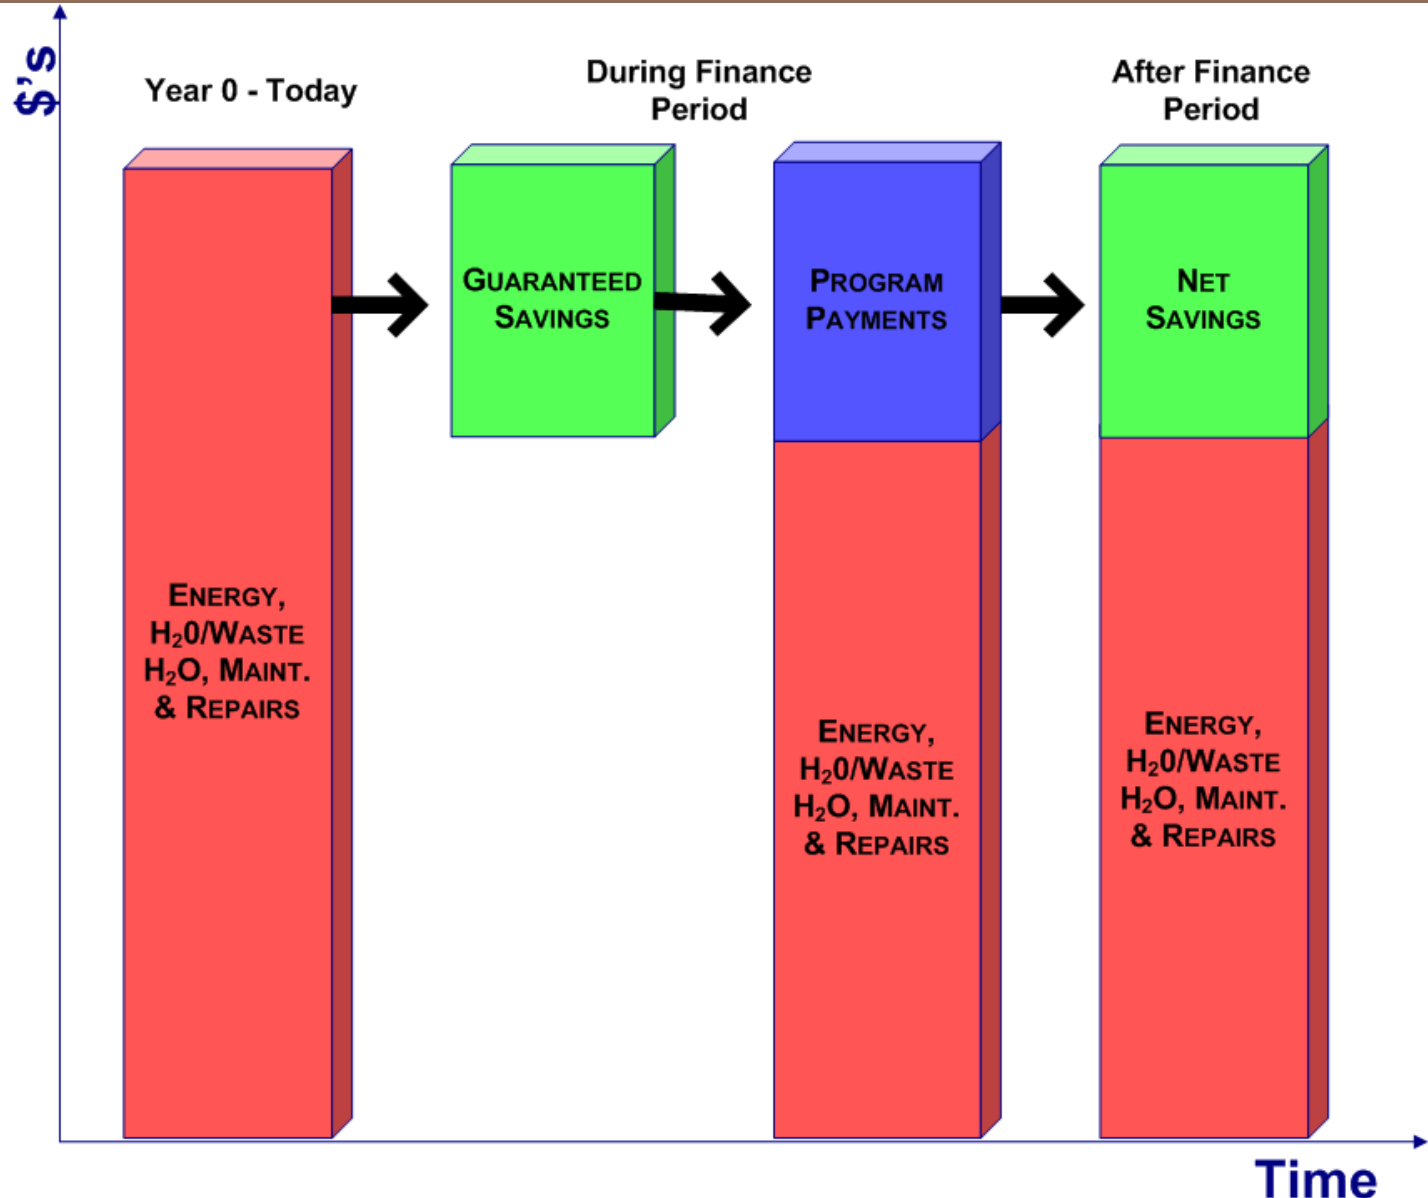 $'s
Year 0 - Today
During Finance
Period
After Finance
Period
GUARANTEED
SAVINGS
PROGRAM
PAYMENTS
NET
SAVINGS
ENERGY,
H₂0/WASTE
H₂O, MAINT.
& REPAIRS
ENERGY,
H₂0/WASTE
H₂O, MAINT.
& REPAIRS
ENERGY,
H₂0/WASTE
H₂O, MAINT.
& REPAIRS
Time